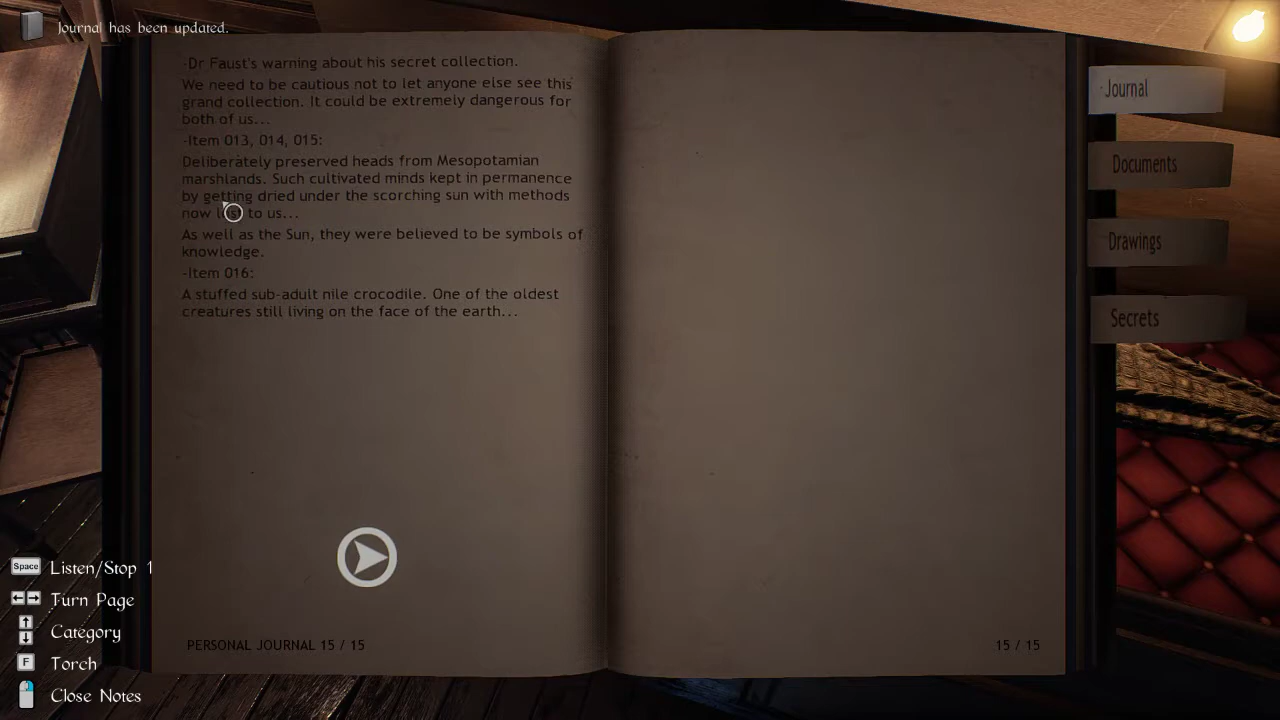 Journal has been updated.
-Dr Faust's warning about his secret collection.
We need to be cautious not to let anyone else see this
grand collection. It could be extremely dangerous for
both of us...
-Item 013, 014, 015:
Deliberately preserved heads from Mesopotamian
marshlands. Such cultivated minds kept in permanence
by getting dried under the scorching sun with methods
now lost to us...
As well as the Sun, they were believed to be symbols of
knowledge.
-Item 016:
A stuffed sub-adult nile crocodile. One of the oldest
creatures still living on the face of the earth...
PERSONAL JOURNAL 15 / 15
15 / 15
Journal
Documents
Drawings
Secrets
Space Listen/Stop 1
Turn Page
Category
F Torch
Close Notes